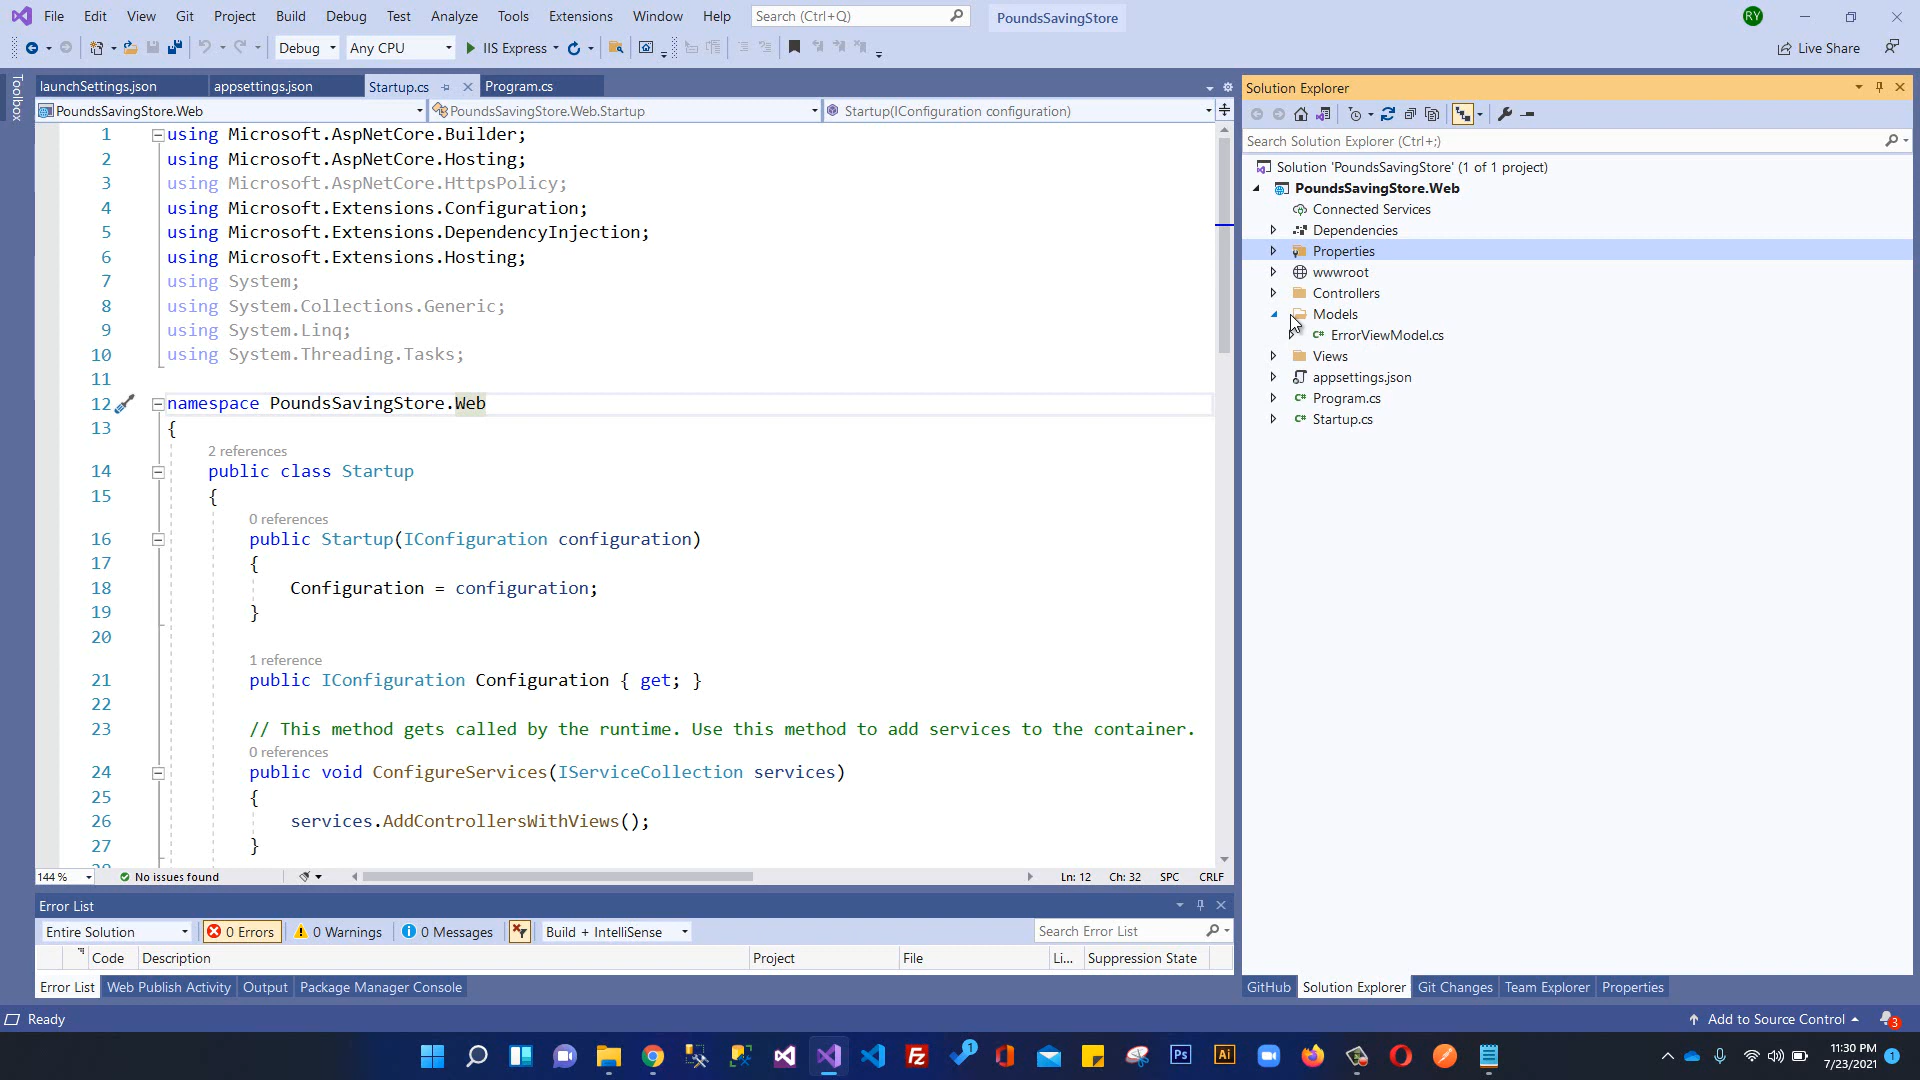 File Edit View Git Project Build Debug Test Analyze Tools Extensions Window Help Search (Ctrl+Q) PoundsSavingStore RY
Debug Any CPU IIS Express Live Share
Toolbox
launchSettings.json appsettings.json Startup.cs Program.cs
PoundsSavingStore.Web PoundsSavingStore.Web.Startup Startup(IConfiguration configuration)
1 using Microsoft.AspNetCore.Builder;
2 using Microsoft.AspNetCore.Hosting;
3 using Microsoft.AspNetCore.HttpsPolicy;
4 using Microsoft.Extensions.Configuration;
5 using Microsoft.Extensions.DependencyInjection;
6 using Microsoft.Extensions.Hosting;
7 using System;
8 using System.Collections.Generic;
9 using System.Linq;
10 using System.Threading.Tasks;
11
12 namespace PoundsSavingStore.Web
13 {
2 references
14 public class Startup
15 {
0 references
16 public Startup(IConfiguration configuration)
17 {
18 Configuration = configuration;
19 }
20
1 reference
21 public IConfiguration Configuration { get; }
22
23 // This method gets called by the runtime. Use this method to add services to the container.
0 references
24 public void ConfigureServices(IServiceCollection services)
25 {
26 services.AddControllersWithViews();
27 }
144 % No issues found Ln: 12 Ch: 32 SPC CRLF
Error List
Entire Solution 0 Errors 0 Warnings 0 Messages Build + IntelliSense Search Error List
Code Description Project File Li... Suppression State
Error List Web Publish Activity Output Package Manager Console
Solution Explorer
Search Solution Explorer (Ctrl+;)
Solution 'PoundsSavingStore' (1 of 1 project)
PoundsSavingStore.Web
Connected Services
Dependencies
Properties
wwwroot
Controllers
Models
ErrorViewModel.cs
Views
appsettings.json
Program.cs
Startup.cs
GitHub Solution Explorer Git Changes Team Explorer Properties
Ready Add to Source Control 3
1 Ps Ai
11:30 PM
7/23/2021 1